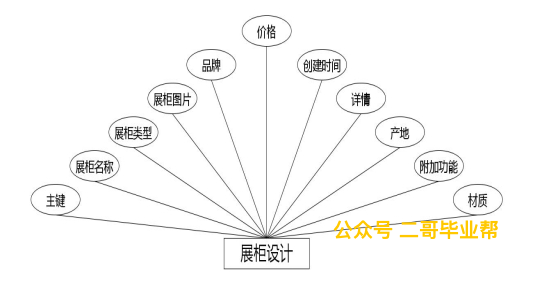 价格
品牌
创建时间
展柜图片
详情
展柜类型
产地
展柜名称
附加功能
主键
材质
公众号 二哥毕业帮
展柜设计